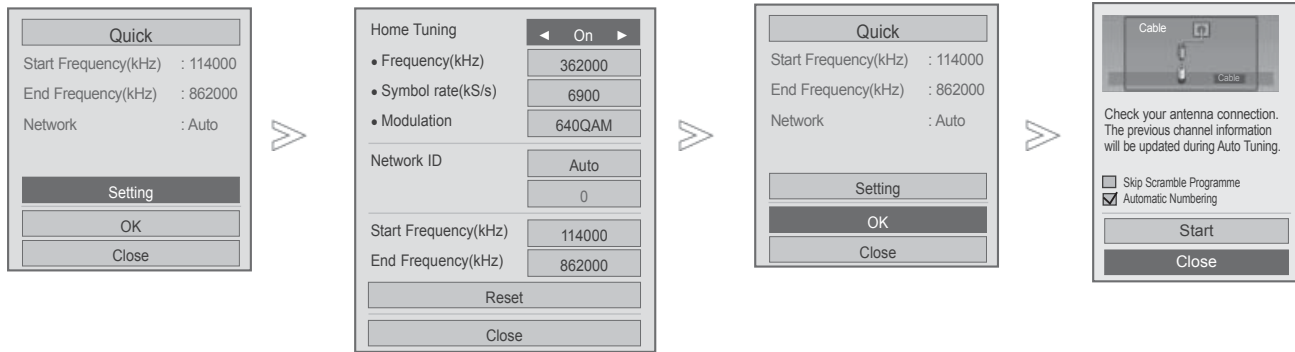 Quick
Start Frequency(kHz) : 114000
End Frequency(kHz) : 862000
Network : Auto
Setting
OK
Close
Home Tuning ◄ On ►
• Frequency(kHz) 362000
• Symbol rate(kS/s) 6900
• Modulation 640QAM
Network ID Auto
0
Start Frequency(kHz) 114000
End Frequency(kHz) 862000
Reset
Close
Quick
Start Frequency(kHz) : 114000
End Frequency(kHz) : 862000
Network : Auto
Setting
OK
Close
Cable
Cable
Check your antenna connection.
The previous channel information
will be updated during Auto Tuning.
Skip Scramble Programme
Automatic Numbering
Start
Close